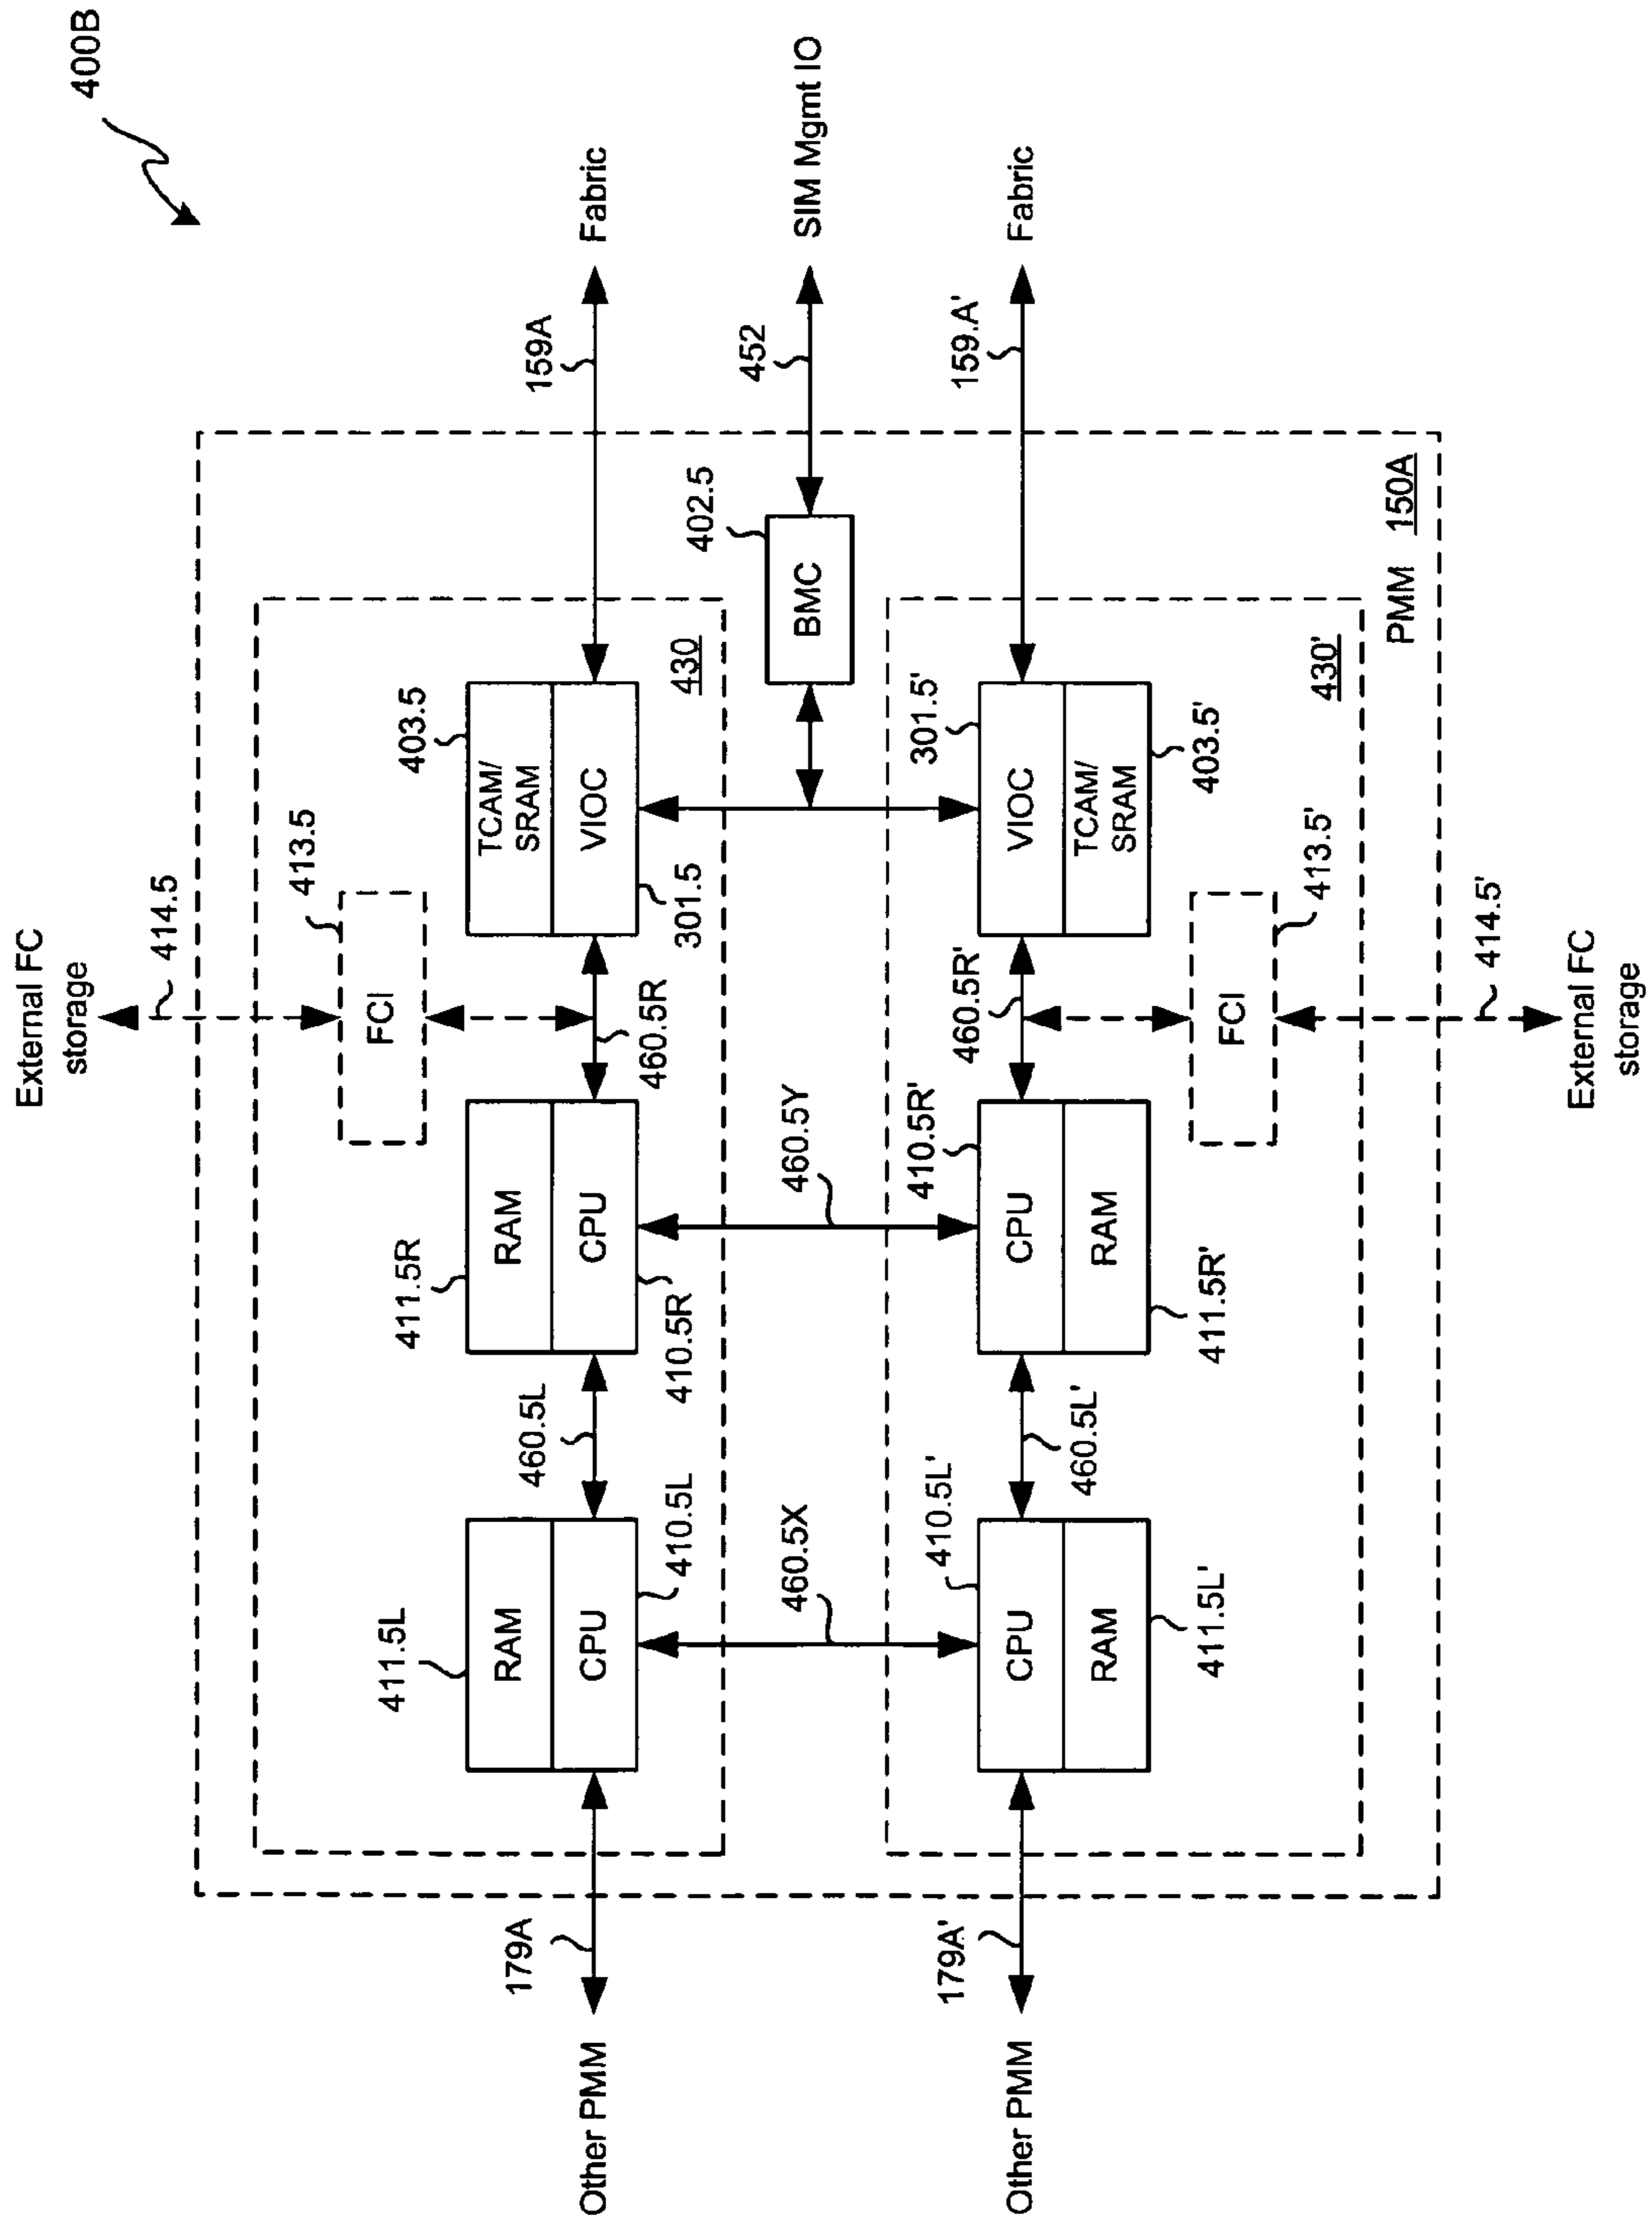 400B
External FC
storage
414.5
413.5
FCI
403.5
TCAM/
SRAM
VIOC
301.5
430
159A
Fabric
411.5R
RAM
CPU
410.5R
460.5R
411.5L
RAM
CPU
410.5L
460.5L
179A
Other PMM
460.5X
460.5Y
402.5
BMC
452
SIM Mgmt IO
179A'
Other PMM
410.5L'
CPU
RAM
411.5L'
460.5L'
410.5R'
CPU
RAM
411.5R'
460.5R'
301.5'
VIOC
TCAM/
SRAM
403.5'
159.A'
Fabric
FCI
413.5'
430'
PMM 150A
414.5'
External FC
storage